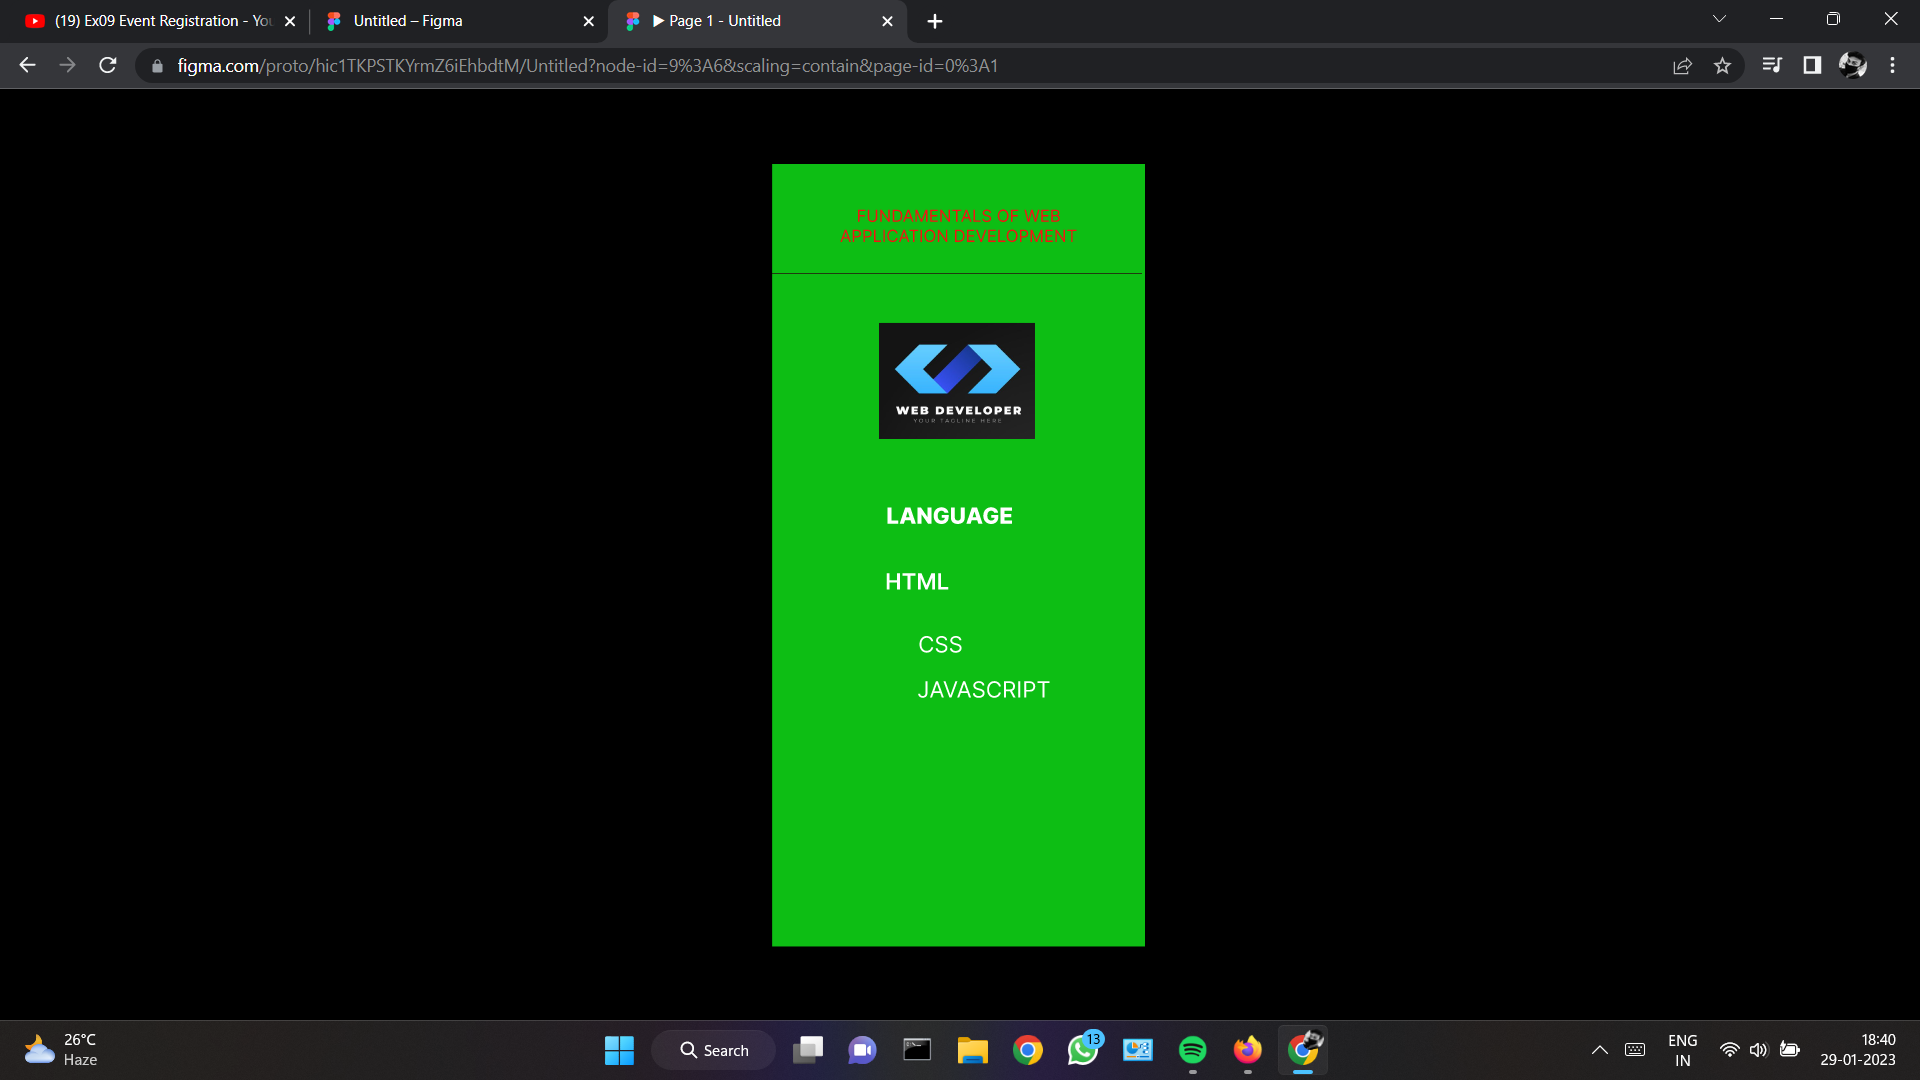 (19) Ex09 Event Registration - You
Untitled – Figma
▶ Page 1 - Untitled
figma.com/proto/hic1TKPSTKYrmZ6iEhbdtM/Untitled?node-id=9%3A6&scaling=contain&page-id=0%3A1
FUNDAMENTALS OF WEB
APPLICATION DEVELOPMENT
WEB DEVELOPER
YOUR TAGLINE HERE
LANGUAGE
HTML
CSS
JAVASCRIPT
26°C
Haze
Search
13
ENG
IN
18:40
29-01-2023